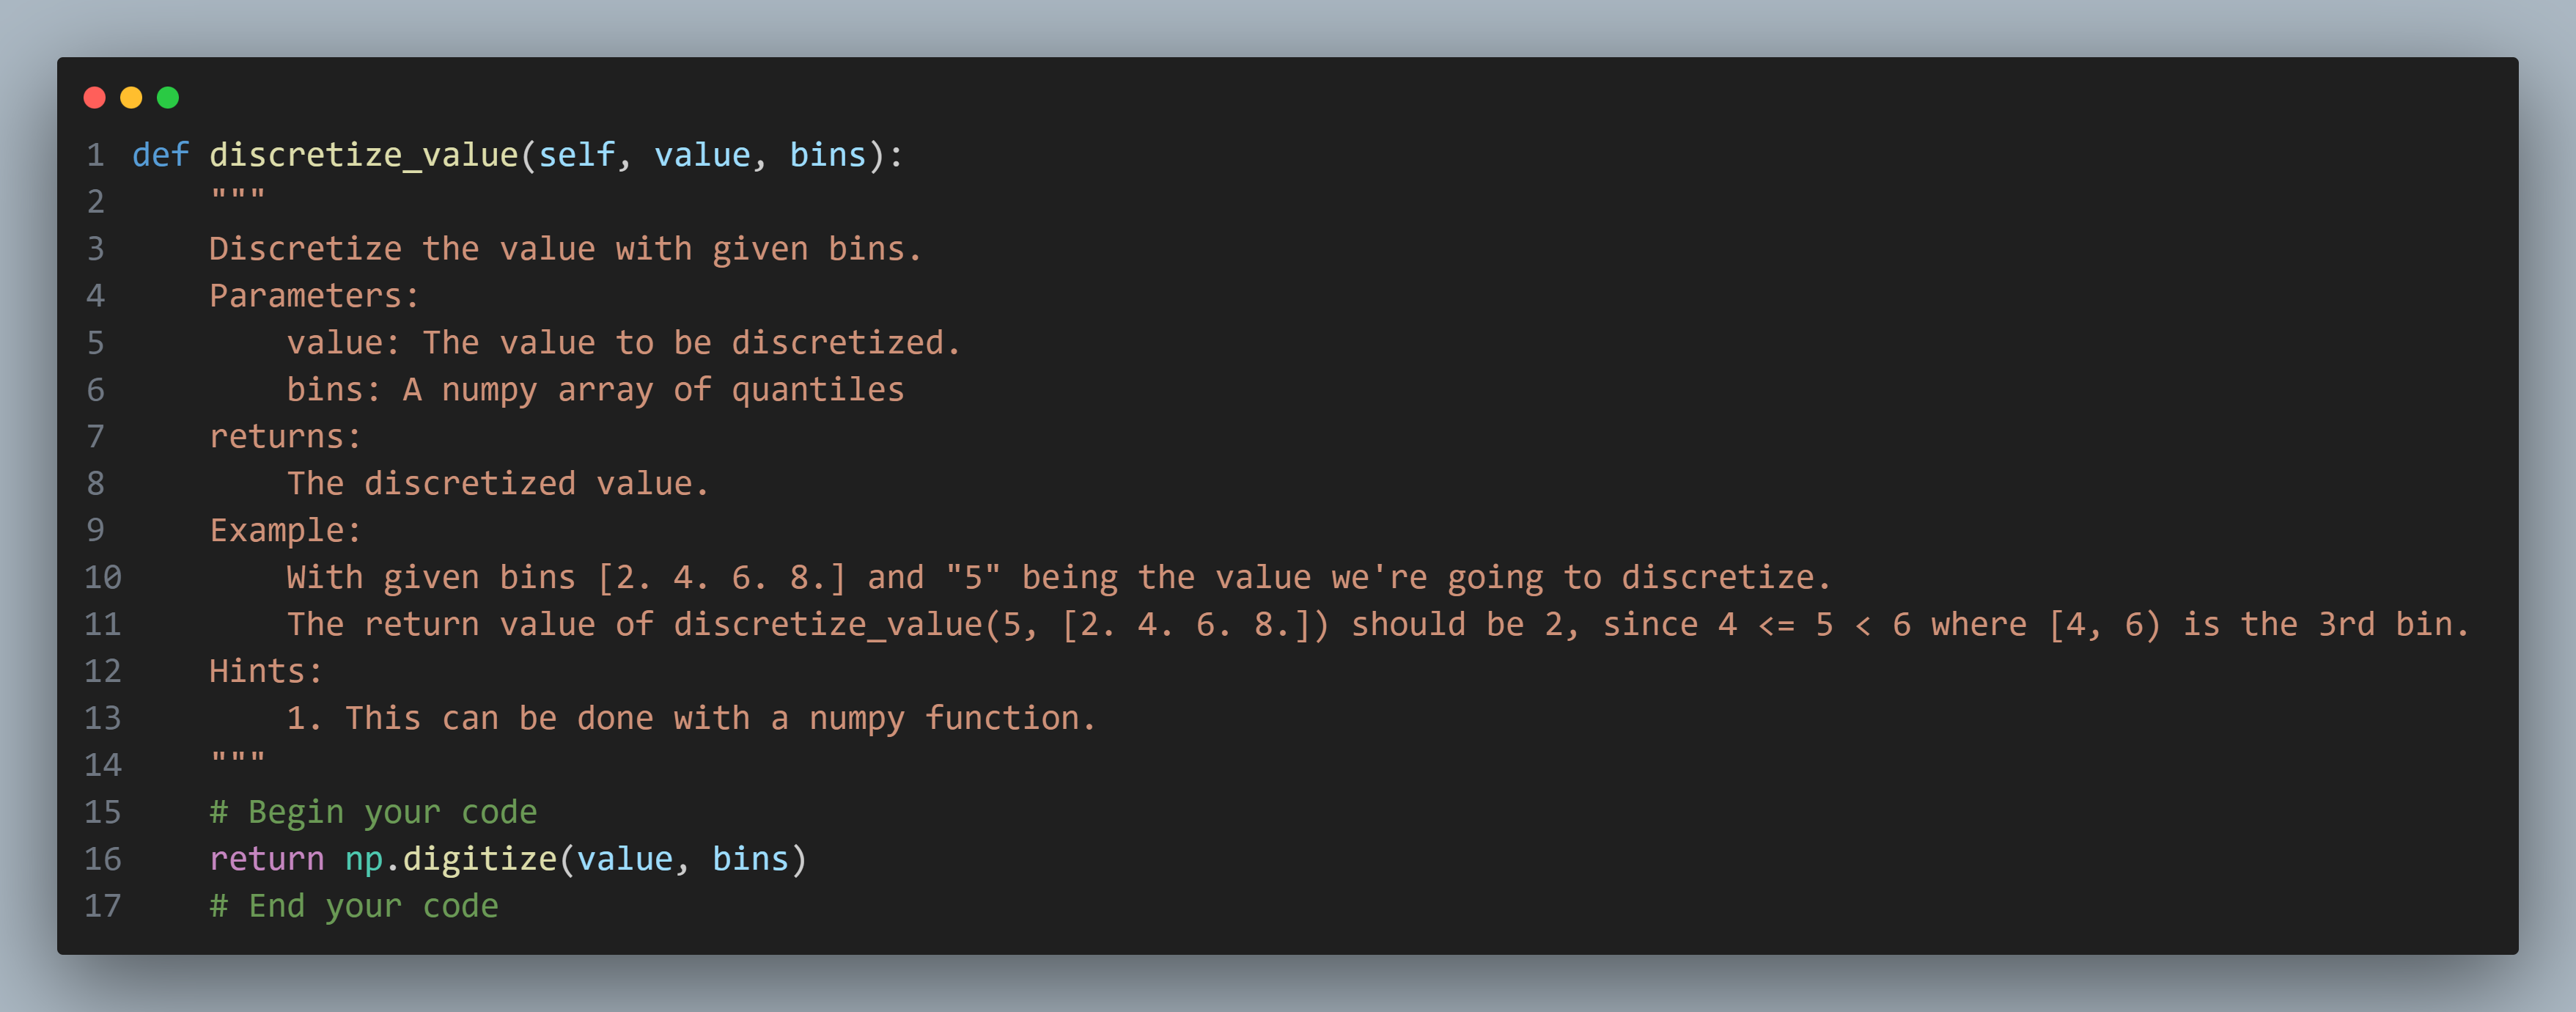 1 def discretize_value(self, value, bins):
2     """
3     Discretize the value with given bins.
4     Parameters:
5         value: The value to be discretized.
6         bins: A numpy array of quantiles
7     returns:
8         The discretized value.
9     Example:
10         With given bins [2. 4. 6. 8.] and "5" being the value we're going to discretize.
11         The return value of discretize_value(5, [2. 4. 6. 8.]) should be 2, since 4 <= 5 < 6 where [4, 6) is the 3rd bin.
12     Hints:
13         1. This can be done with a numpy function.
14     """
15     # Begin your code
16     return np.digitize(value, bins)
17     # End your code